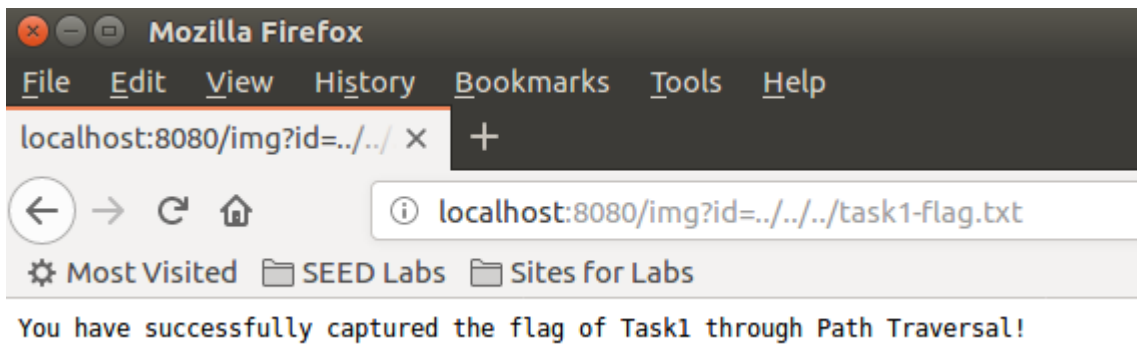 Mozilla Firefox
File Edit View History Bookmarks Tools Help
localhost:8080/img?id=../../
localhost:8080/img?id=../../../task1-flag.txt
Most Visited SEED Labs Sites for Labs
You have successfully captured the flag of Task1 through Path Traversal!